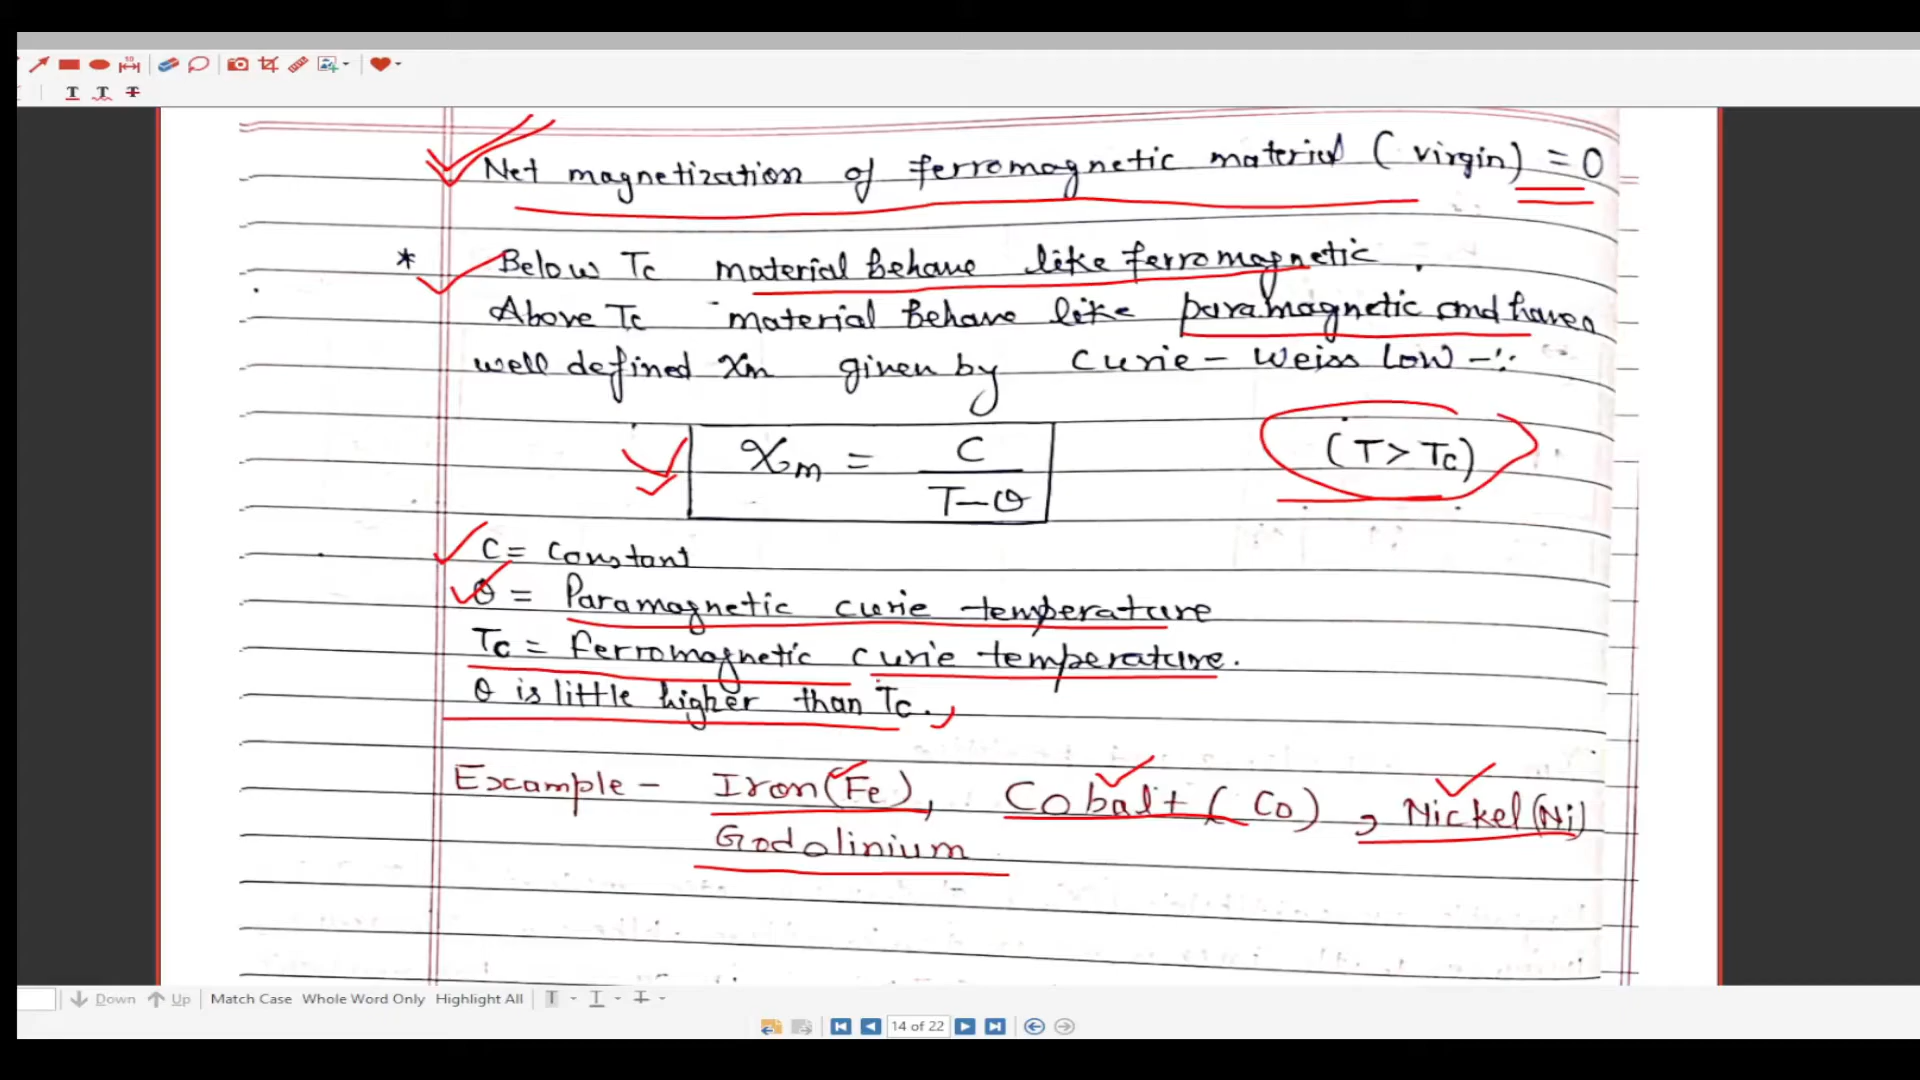 Net magnetization of ferromagnetic material (virgin) = 0
* Below Tc material behave like ferromagnetic.
Above Tc material behave like paramagnetic and have
well defined χm given by Curie - Weiss Low -:
χm = C / T-θ (T > Tc)
C = constant
θ = Paramagnetic curie temperature
Tc = ferromagnetic curie temperature.
θ is little higher than Tc.
Example - Iron (Fe), Cobalt (Co), Nickel (Ni)
Godolinium
Down Up Match Case Whole Word Only Highlight All
14 of 22